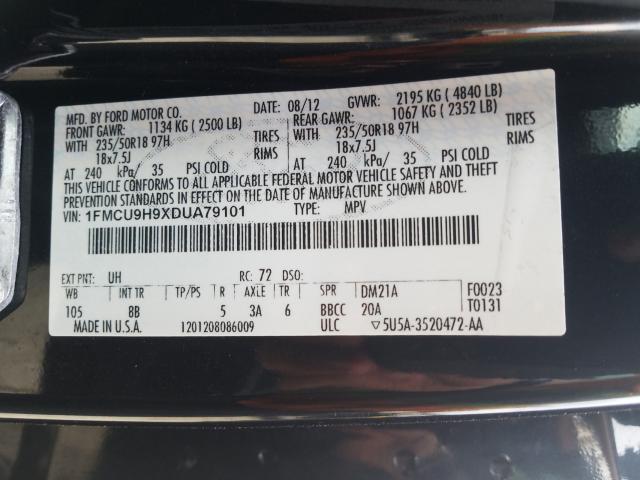 MFD. BY FORD MOTOR CO. DATE: 08/12 GVWR: 2195 KG ( 4840 LB)
FRONT GAWR: 1134 KG ( 2500 LB) REAR GAWR: 1067 KG ( 2352 LB)
WITH 235/50R18 97H TIRES WITH 235/50R18 97H TIRES
18x7.5J RIMS 18x7.5J RIMS
AT 240 kPa/ 35 PSI COLD AT 240 kPa/ 35 PSI COLD
THIS VEHICLE CONFORMS TO ALL APPLICABLE FEDERAL MOTOR VEHICLE SAFETY AND THEFT
PREVENTION STANDARDS IN EFFECT ON THE DATE OF MANUFACTURE SHOWN ABOVE.
VIN: 1FMCU9H9XDUA79101 TYPE: MPV
EXT PNT: UH RC: 72 DSO:
WB INT TR TP/PS R AXLE TR SPR DM21A F0023
105 8B 5 3A 6 BBCC 20A T0131
MADE IN U.S.A. 1201208086009 ULC ▽5U5A-3520472-AA